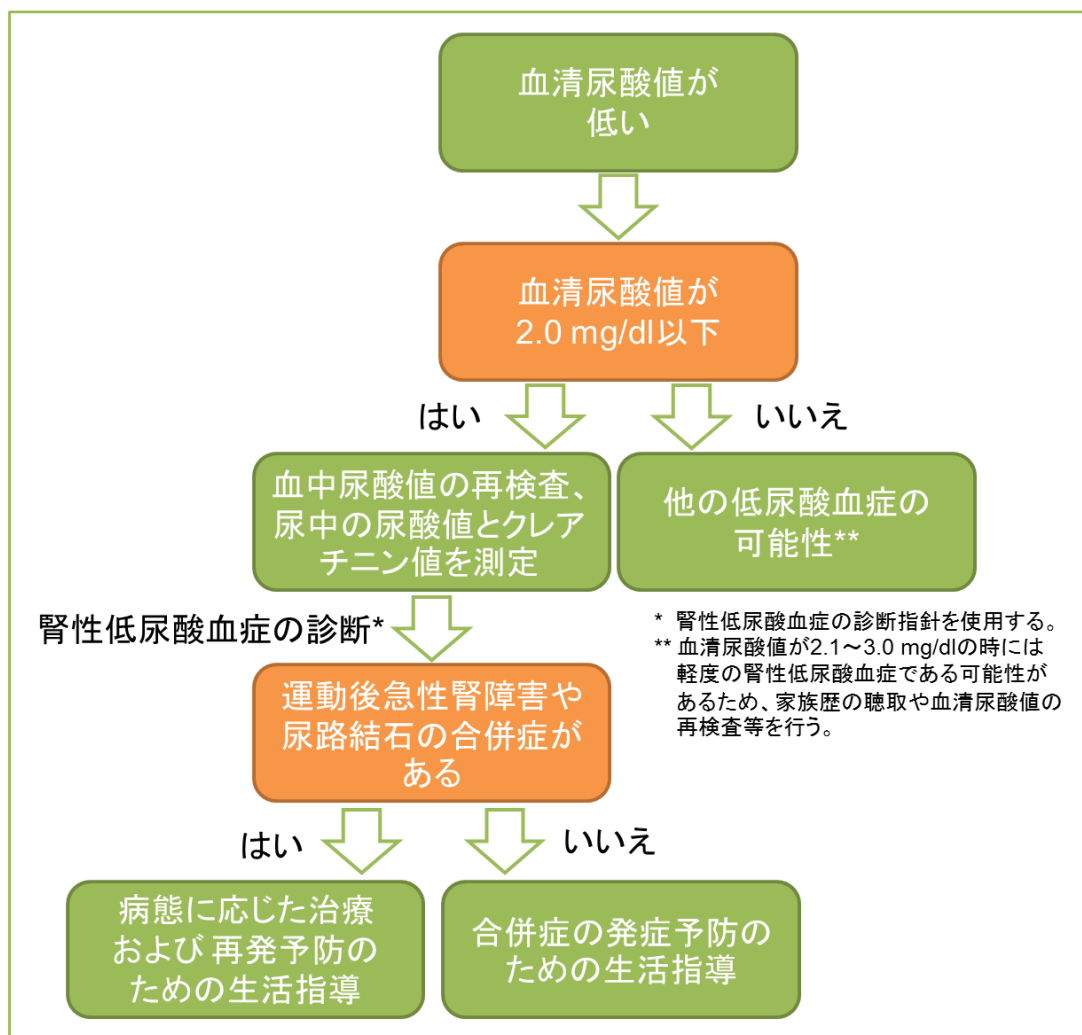 血清尿酸値が
低い
血清尿酸値が
2.0 mg/dl以下
はい
いいえ
血中尿酸値の再検査、
尿中の尿酸値とクレア
チニン値を測定
他の低尿酸血症の
可能性**
腎性低尿酸血症の診断*
* 腎性低尿酸血症の診断指針を使用する。
** 血清尿酸値が2.1～3.0 mg/dlの時には
軽度の腎性低尿酸血症である可能性が
あるため、家族歴の聴取や血清尿酸値の
再検査等を行う。
運動後急性腎障害や
尿路結石の合併症が
ある
はい
いいえ
病態に応じた治療
および 再発予防の
ための生活指導
合併症の発症予防の
ための生活指導